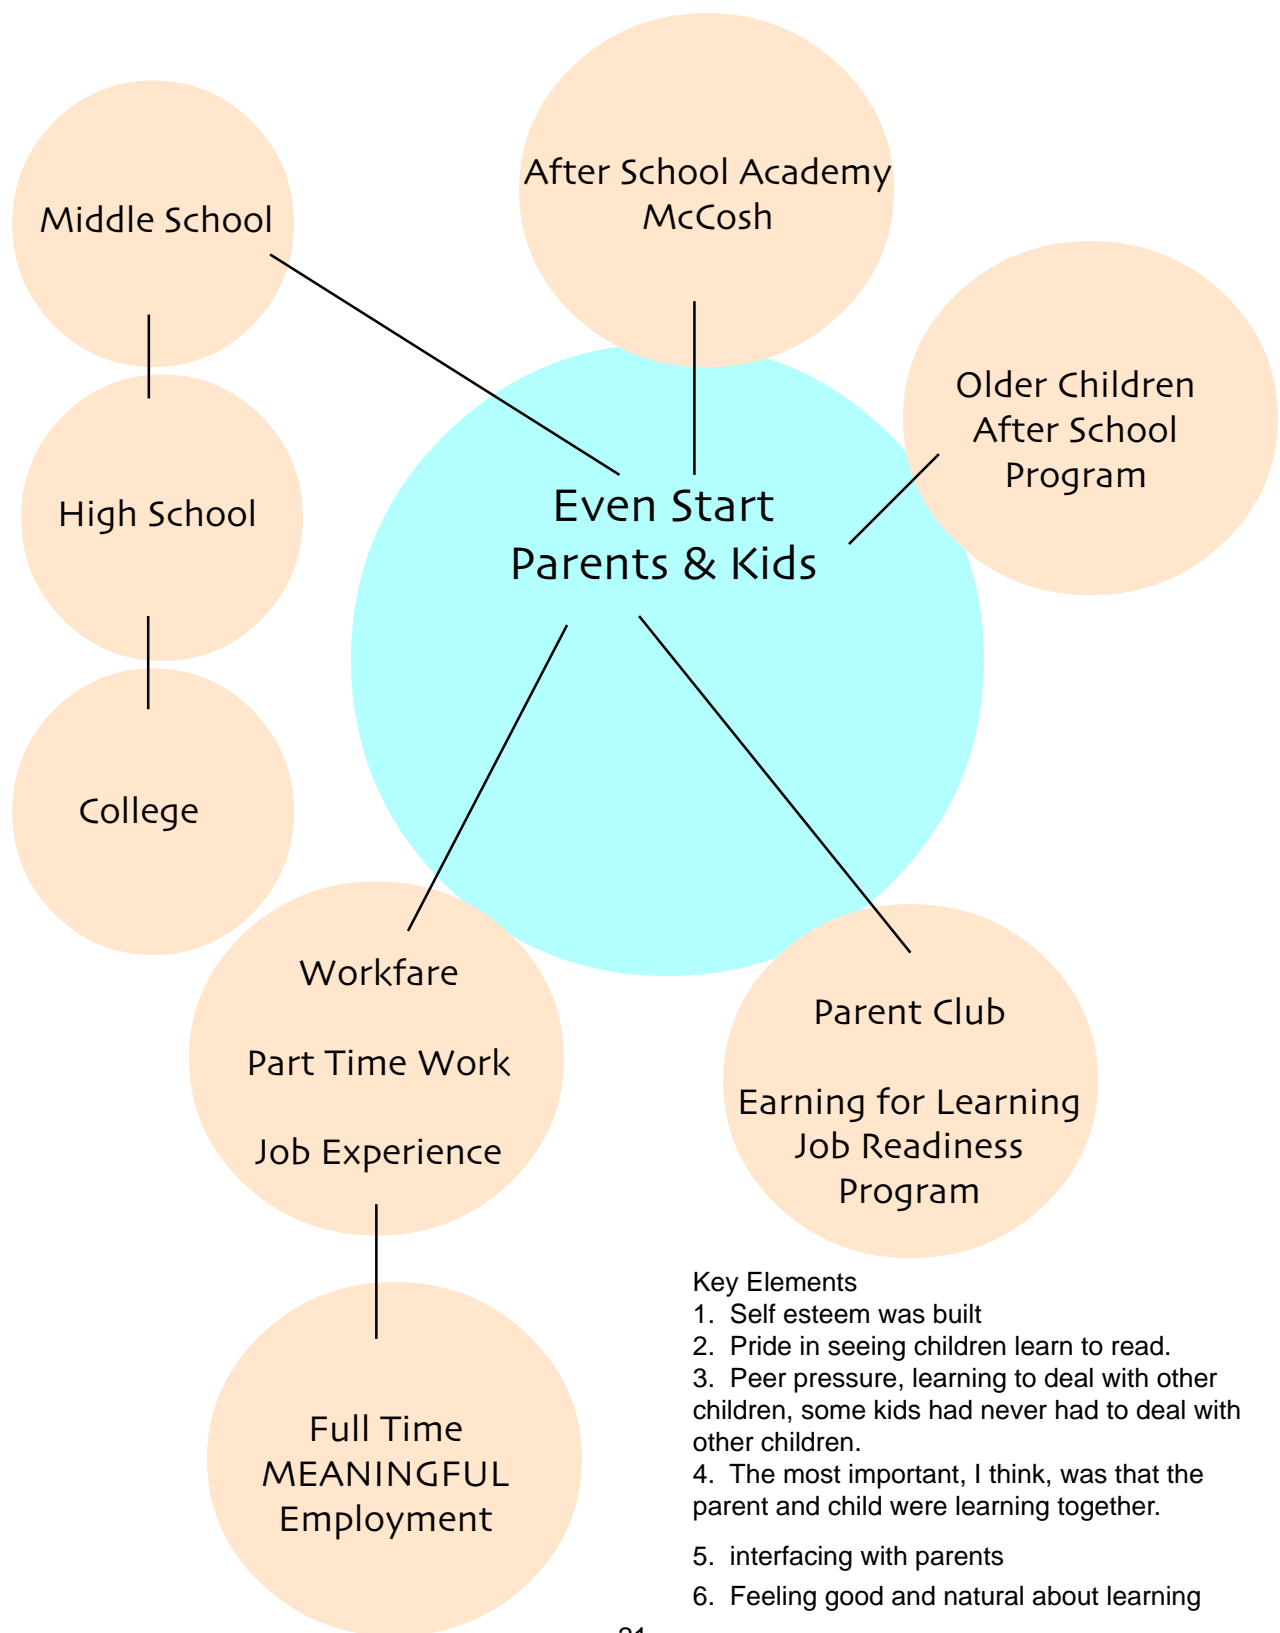 After School Academy
McCosh
Middle School
Older Children
After School
Program
Even Start
Parents & Kids
High School
College
Workfare
Part Time Work
Job Experience
Parent Club
Earning for Learning
Job Readiness
Program
Full Time
MEANINGFUL
Employment
Key Elements
1.  Self esteem was built
2.  Pride in seeing children learn to read.
3.  Peer pressure, learning to deal with other
children, some kids had never had to deal with
other children.
4.  The most important, I think, was that the
parent and child were learning together.
5.  interfacing with parents
6.  Feeling good and natural about learning